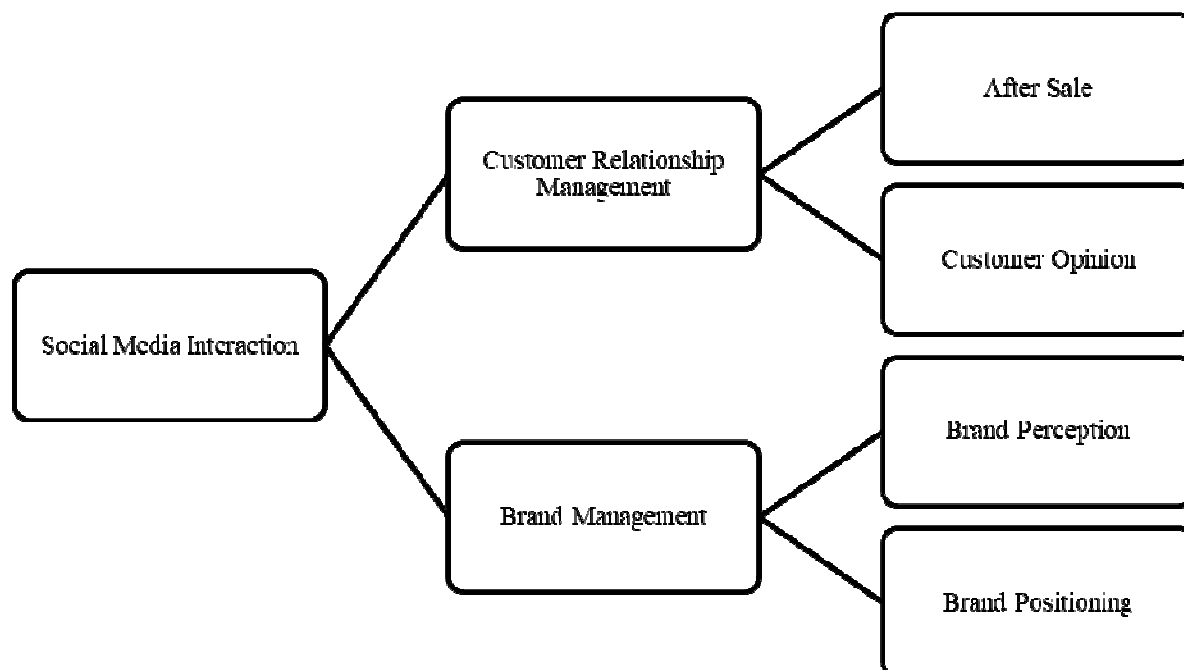 Social Media Interaction
Customer Relationship
Management
Brand Management
After Sale
Customer Opinion
Brand Perception
Brand Positioning